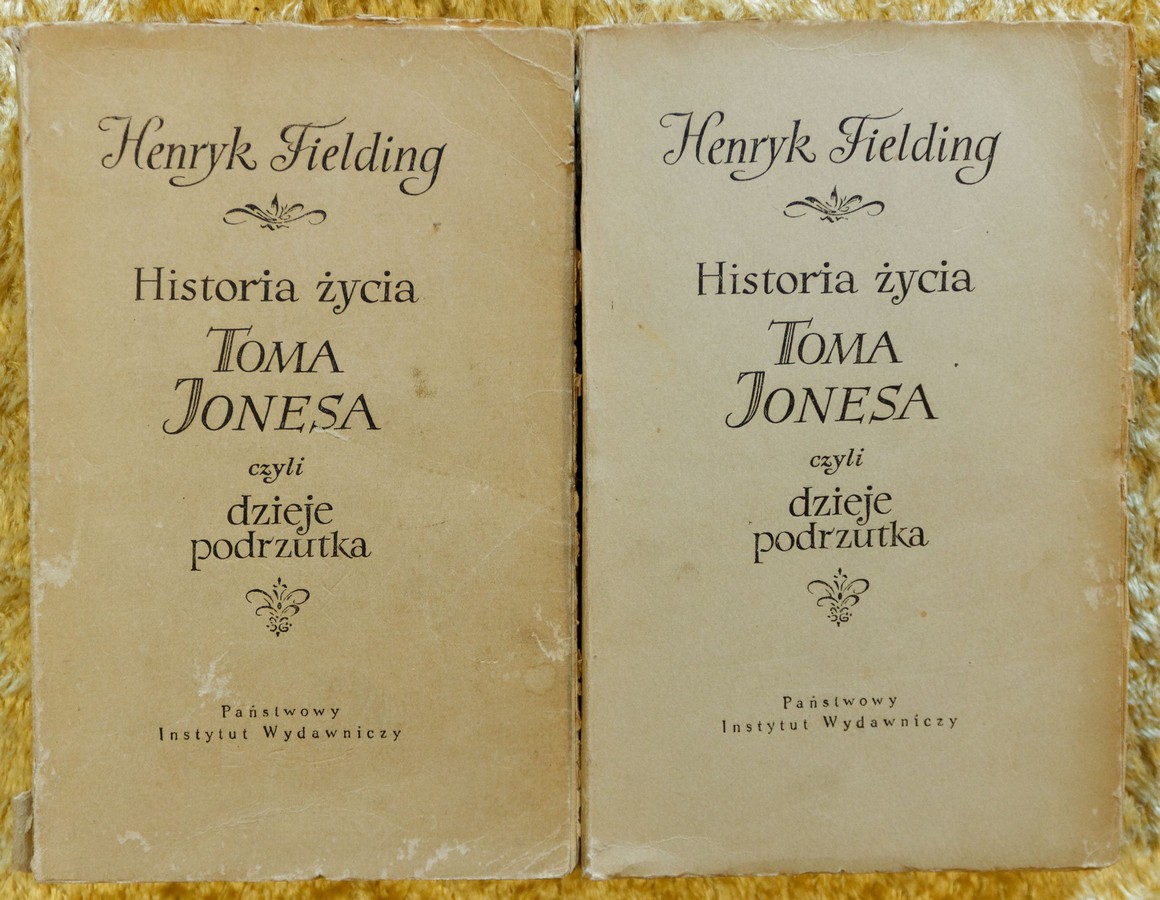 Henryk Fielding
Historia życia
TOMA
JONESA
czyli
dzieje
podrzutka
Państwowy
Instytut Wydawniczy
Henryk Fielding
Historia życia
TOMA
JONESA
czyli
dzieje
podrzutka
Państwowy
Instytut Wydawniczy